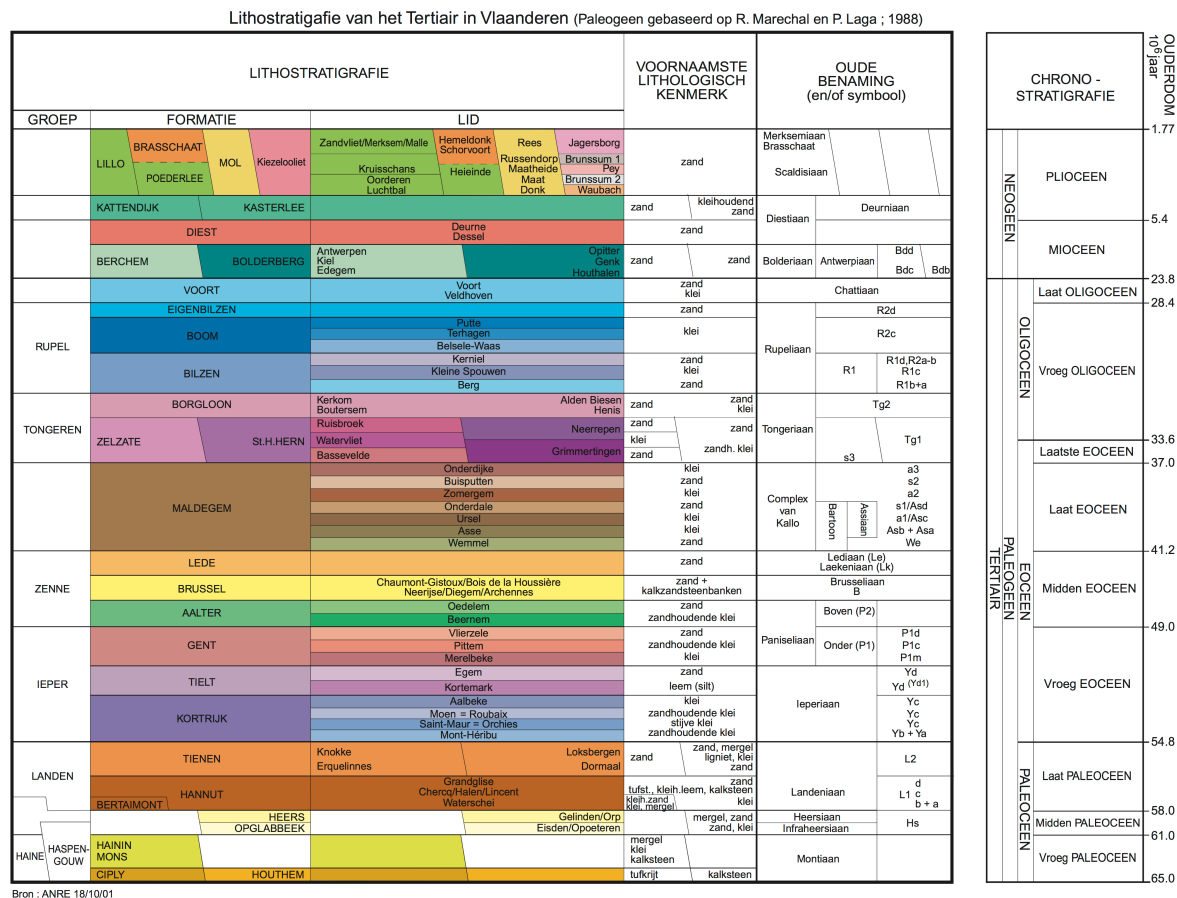 Lithostratigafie van het Tertiair in Vlaanderen (Paleogeen gebaseerd op R. Marechal en P. Laga ; 1988)
LITHOSTRATIGRAFIE
VOORNAAMSTE
LITHOLOGISCH
KENMERK
OUDE
BENAMING
(en/of symbool)
CHRONO -
STRATIGRAFIE
OUDERDOM
10⁶ jaar
GROEP
FORMATIE
LID
LILLO
BRASSCHAAT
POEDERLEE
MOL
Kiezelooliet
Zandvliet/Merksem/Malle
Kruisschans
Oorderen
Luchtbal
Hemeldonk
Schorvoort
Heieinde
Rees
Russendorp
Maatheide
Maat
Donk
Jagersborg
Brunssum 1
Pey
Brunssum 2
Waubach
zand
Merksemiaan
Brasschaat
Scaldisiaan
KATTENDIJK
KASTERLEE
zand
kleihoudend
zand
Diestiaan
Deurniaan
DIEST
Deurne
Dessel
zand
BERCHEM
BOLDERBERG
Antwerpen
Kiel
Edegem
Opitter
Genk
Houthalen
zand
zand
Bolderiaan
Antwerpiaan
Bdd
Bdc
Bdb
VOORT
Voort
Veldhoven
zand
klei
Chattiaan
RUPEL
EIGENBILZEN
zand
Rupeliaan
R2d
BOOM
Putte
Terhagen
Belsele-Waas
klei
R2c
BILZEN
Kerniel
Kleine Spouwen
Berg
zand
klei
zand
R1
R1d,R2a-b
R1c
R1b+a
TONGEREN
BORGLOON
Kerkom
Boutersem
Alden Biesen
Henis
zand
zand
klei
Tongeriaan
Tg2
ZELZATE
St.H.HERN
Ruisbroek
Watervliet
Bassevelde
Neerrepen
Grimmertingen
zand
klei
zand
zand
zandh. klei
s3
Tg1
MALDEGEM
Onderdijke
Buisputten
Zomergem
Onderdale
Ursel
Asse
Wemmel
klei
zand
klei
zand
klei
klei
zand
Complex
van
Kallo
Bartoon
Assiaan
a3
s2
a2
s1/Asd
a1/Asc
Asb + Asa
We
ZENNE
LEDE
zand
Lediaan (Le)
Laekeniaan (Lk)
BRUSSEL
Chaumont-Gistoux/Bois de la Houssière
Neerijse/Diegem/Archennes
zand +
kalkzandsteenbanken
Brusseliaan
B
AALTER
Oedelem
Beernem
zand
zandhoudende klei
Paniseliaan
Boven (P2)
IEPER
GENT
Vlierzele
Pittem
Merelbeke
zand
zandhoudende klei
klei
Onder (P1)
P1d
P1c
P1m
TIELT
Egem
Kortemark
zand
leem (silt)
Ieperiaan
Yd
Yd (Yd1)
KORTRIJK
Aalbeke
Moen = Roubaix
Saint-Maur = Orchies
Mont-Héribu
klei
zandhoudende klei
stijve klei
zandhoudende klei
Yc
Yc
Yc
Yb + Ya
LANDEN
TIENEN
Knokke
Erquelinnes
Loksbergen
Dormaal
zand
zand, mergel
ligniet, klei
zand
Landeniaan
L2
HANNUT
BERTAIMONT
Grandglise
Chercq/Halen/Lincent
Waterschei
zand
tufst., kleih.leem, kalksteen
kleih.zand
klei, mergel
klei
L1
d
c
b + a
HEERS
OPGLABBEEK
Gelinden/Orp
Eisden/Opoeteren
mergel, zand
zand, klei
Heersiaan
Infraheersiaan
Hs
HAINE
HASPEN-
GOUW
HAININ
MONS
mergel
klei
kalksteen
Montiaan
CIPLY
HOUTHEM
tufkrijt
kalksteen
TERTIAIR
NEOGEEN
PALEOGEEN
OLIGOCEEN
EOCEEN
PALEOCEEN
1.77
PLIOCEEN
5.4
MIOCEEN
23.8
Laat OLIGOCEEN
28.4
Vroeg OLIGOCEEN
33.6
Laatste EOCEEN
37.0
Laat EOCEEN
41.2
Midden EOCEEN
49.0
Vroeg EOCEEN
54.8
Laat PALEOCEEN
58.0
Midden PALEOCEEN
61.0
Vroeg PALEOCEEN
65.0
Bron : ANRE 18/10/01